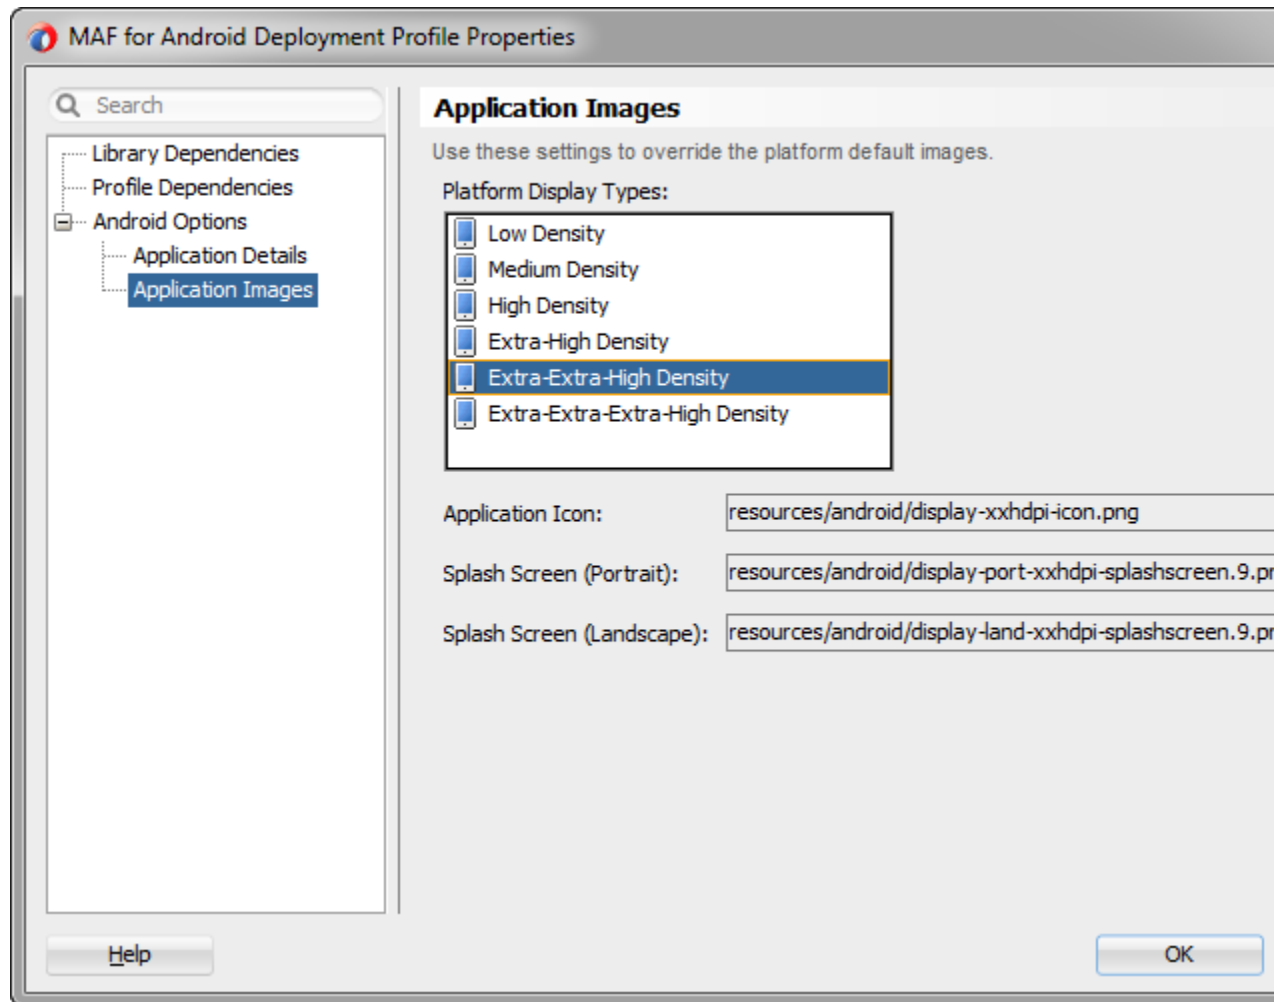 MAF for Android Deployment Profile Properties
Search
Library Dependencies
Profile Dependencies
Android Options
Application Details
Application Images
Application Images
Use these settings to override the platform default images.
Platform Display Types:
Low Density
Medium Density
High Density
Extra-High Density
Extra-Extra-High Density
Extra-Extra-Extra-High Density
Application Icon: resources/android/display-xxhdpi-icon.png
Splash Screen (Portrait): resources/android/display-port-xxhdpi-splashscreen.9.pr
Splash Screen (Landscape): resources/android/display-land-xxhdpi-splashscreen.9.pr
Help
OK